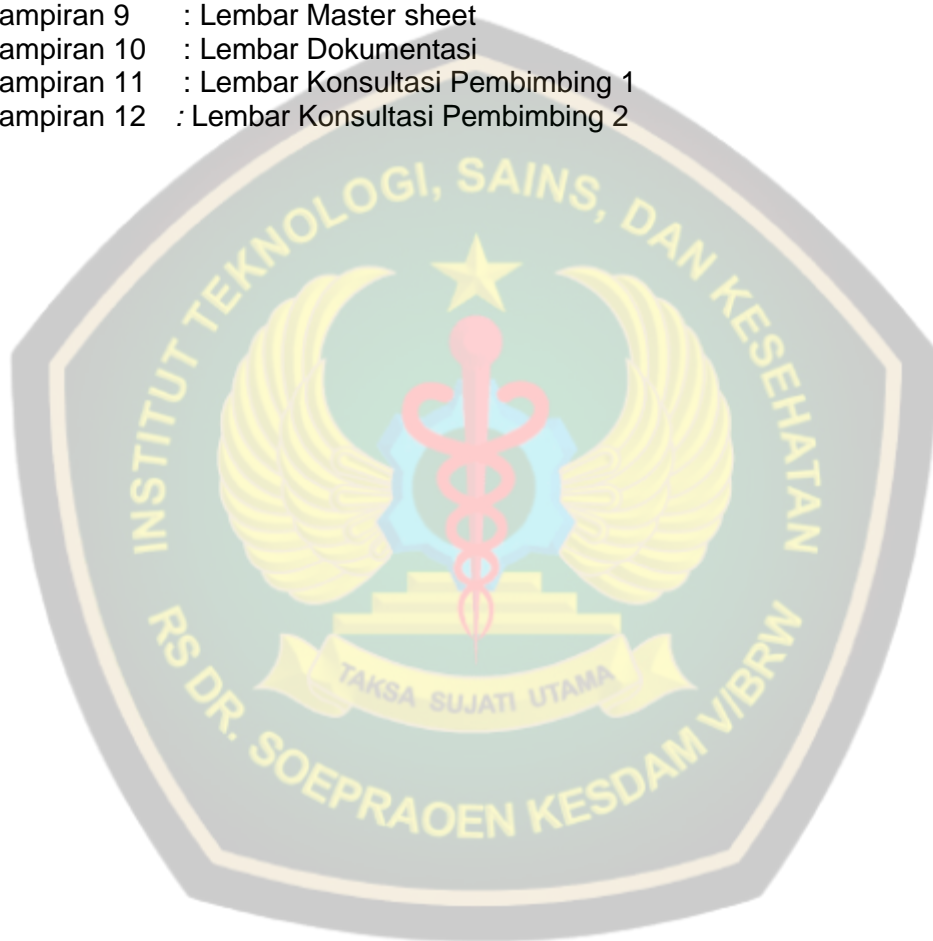 ampiran 9 : Lembar Master sheet
ampiran 10 : Lembar Dokumentasi
ampiran 11 : Lembar Konsultasi Pembimbing 1
ampiran 12 : Lembar Konsultasi Pembimbing 2
INSTITUT TEKNOLOGI, SAINS, DAN KESEHATAN
TAKSA SUJATI UTAMA
RS DR. SOEPRAOEN KESDAM V/BRW